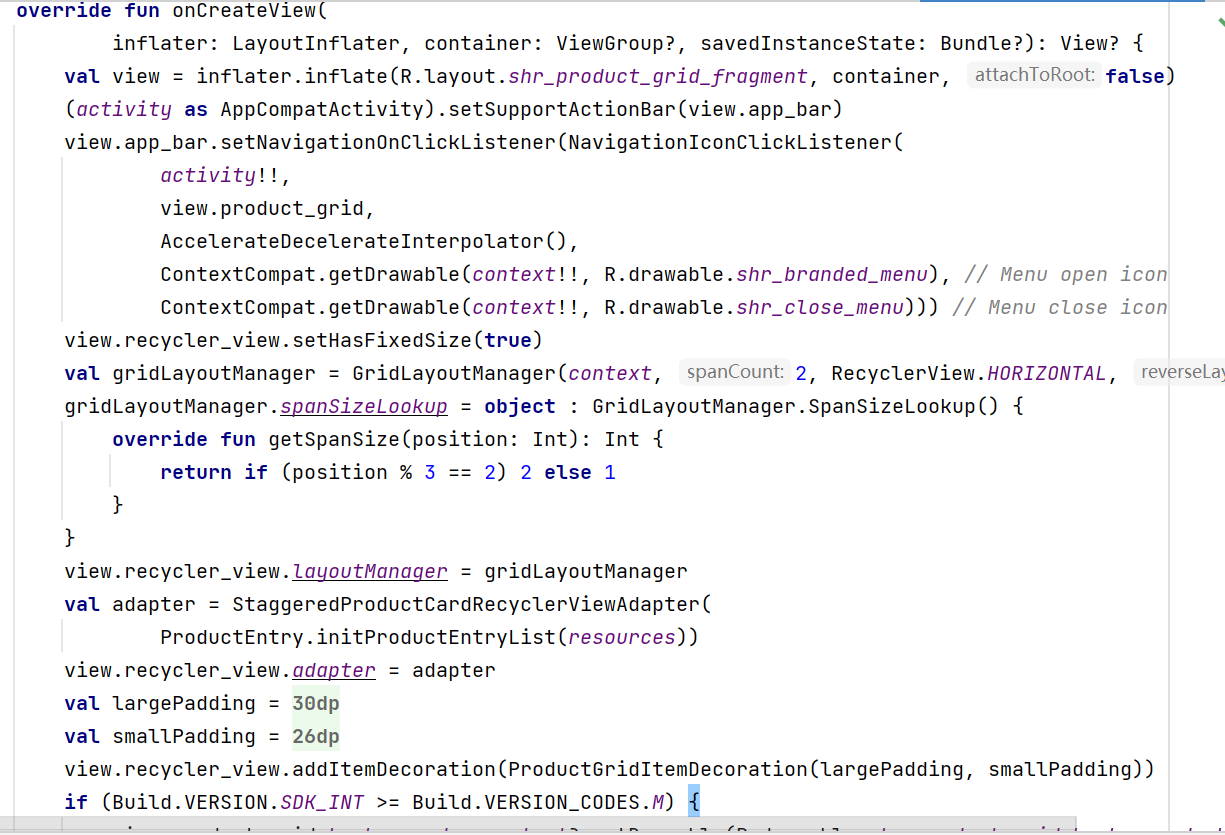 override fun onCreateView(
inflater: LayoutInflater, container: ViewGroup?, savedInstanceState: Bundle?): View? {
val view = inflater.inflate(R.layout.shr_product_grid_fragment, container, attachToRoot: false)
(activity as AppCompatActivity).setSupportActionBar(view.app_bar)
view.app_bar.setNavigationOnClickListener(NavigationIconClickListener(
activity!!,
view.product_grid,
AccelerateDecelerateInterpolator(),
ContextCompat.getDrawable(context!!, R.drawable.shr_branded_menu), // Menu open icon
ContextCompat.getDrawable(context!!, R.drawable.shr_close_menu))) // Menu close icon
view.recycler_view.setHasFixedSize(true)
val gridLayoutManager = GridLayoutManager(context, spanCount: 2, RecyclerView.HORIZONTAL, reverseLay
gridLayoutManager.spanSizeLookup = object : GridLayoutManager.SpanSizeLookup() {
override fun getSpanSize(position: Int): Int {
return if (position % 3 == 2) 2 else 1
}
}
view.recycler_view.layoutManager = gridLayoutManager
val adapter = StaggeredProductCardRecyclerViewAdapter(
ProductEntry.initProductEntryList(resources))
view.recycler_view.adapter = adapter
val largePadding = 30dp
val smallPadding = 26dp
view.recycler_view.addItemDecoration(ProductGridItemDecoration(largePadding, smallPadding))
if (Build.VERSION.SDK_INT >= Build.VERSION_CODES.M) {